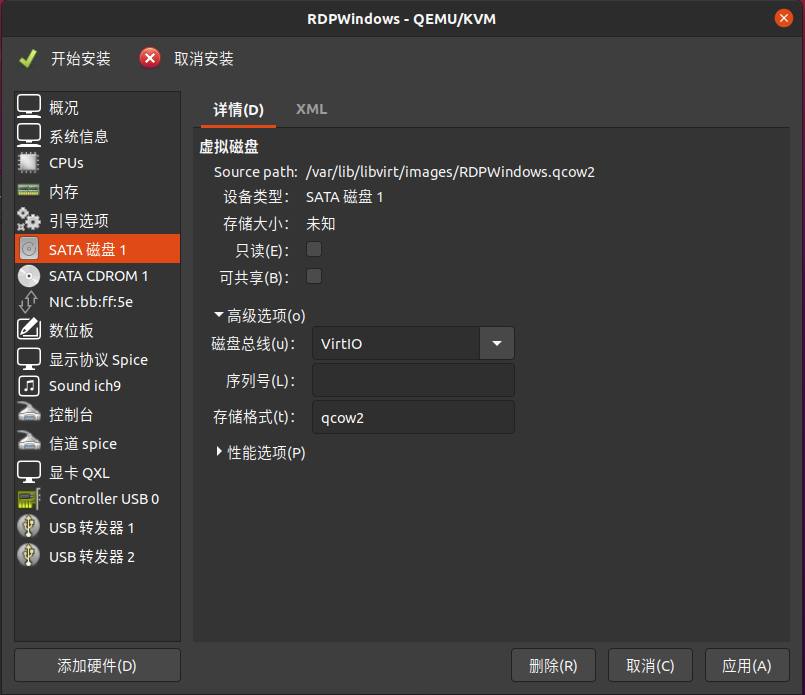 RDPWindows - QEMU/KVM
开始安装 取消安装
概况
系统信息
CPUs
内存
引导选项
SATA 磁盘 1
SATA CDROM 1
NIC :bb:ff:5e
数位板
显示协议 Spice
Sound ich9
控制台
信道 spice
显卡 QXL
Controller USB 0
USB 转发器 1
USB 转发器 2
添加硬件(D)
详情(D) XML
虚拟磁盘
Source path: /var/lib/libvirt/images/RDPWindows.qcow2
设备类型: SATA 磁盘 1
存储大小: 未知
只读(E):
可共享(B):
高级选项(o)
磁盘总线(u): VirtIO
序列号(L):
存储格式(t): qcow2
性能选项(P)
删除(R) 取消(C) 应用(A)